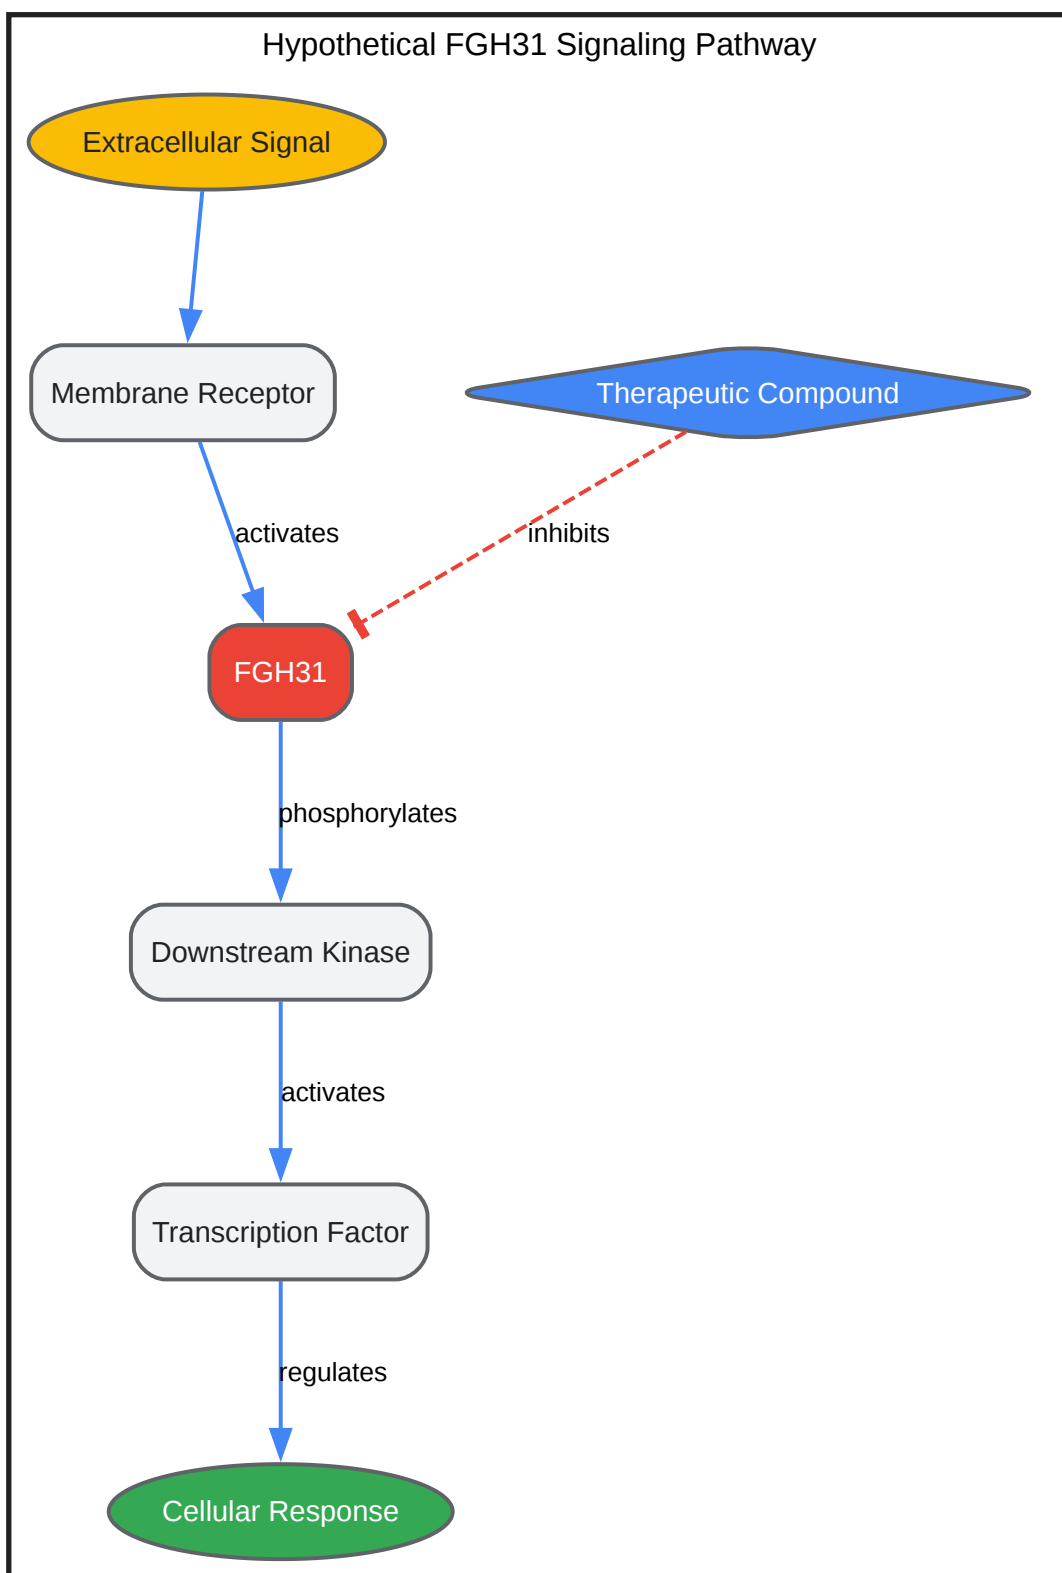 Hypothetical FGH31 Signaling Pathway
Extracellular Signal
Membrane Receptor
Therapeutic Compound
activates
inhibits
FGH31
phosphorylates
Downstream Kinase
activates
Transcription Factor
regulates
Cellular Response